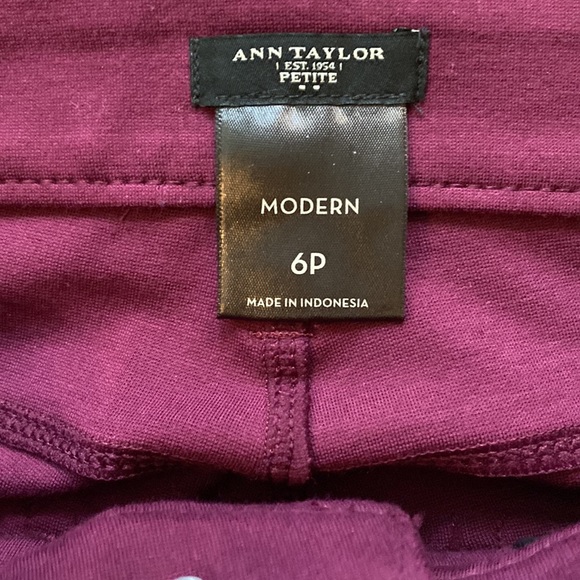 ANN TAYLOR
EST. 1954
PETITE
MODERN
6P
MADE IN INDONESIA